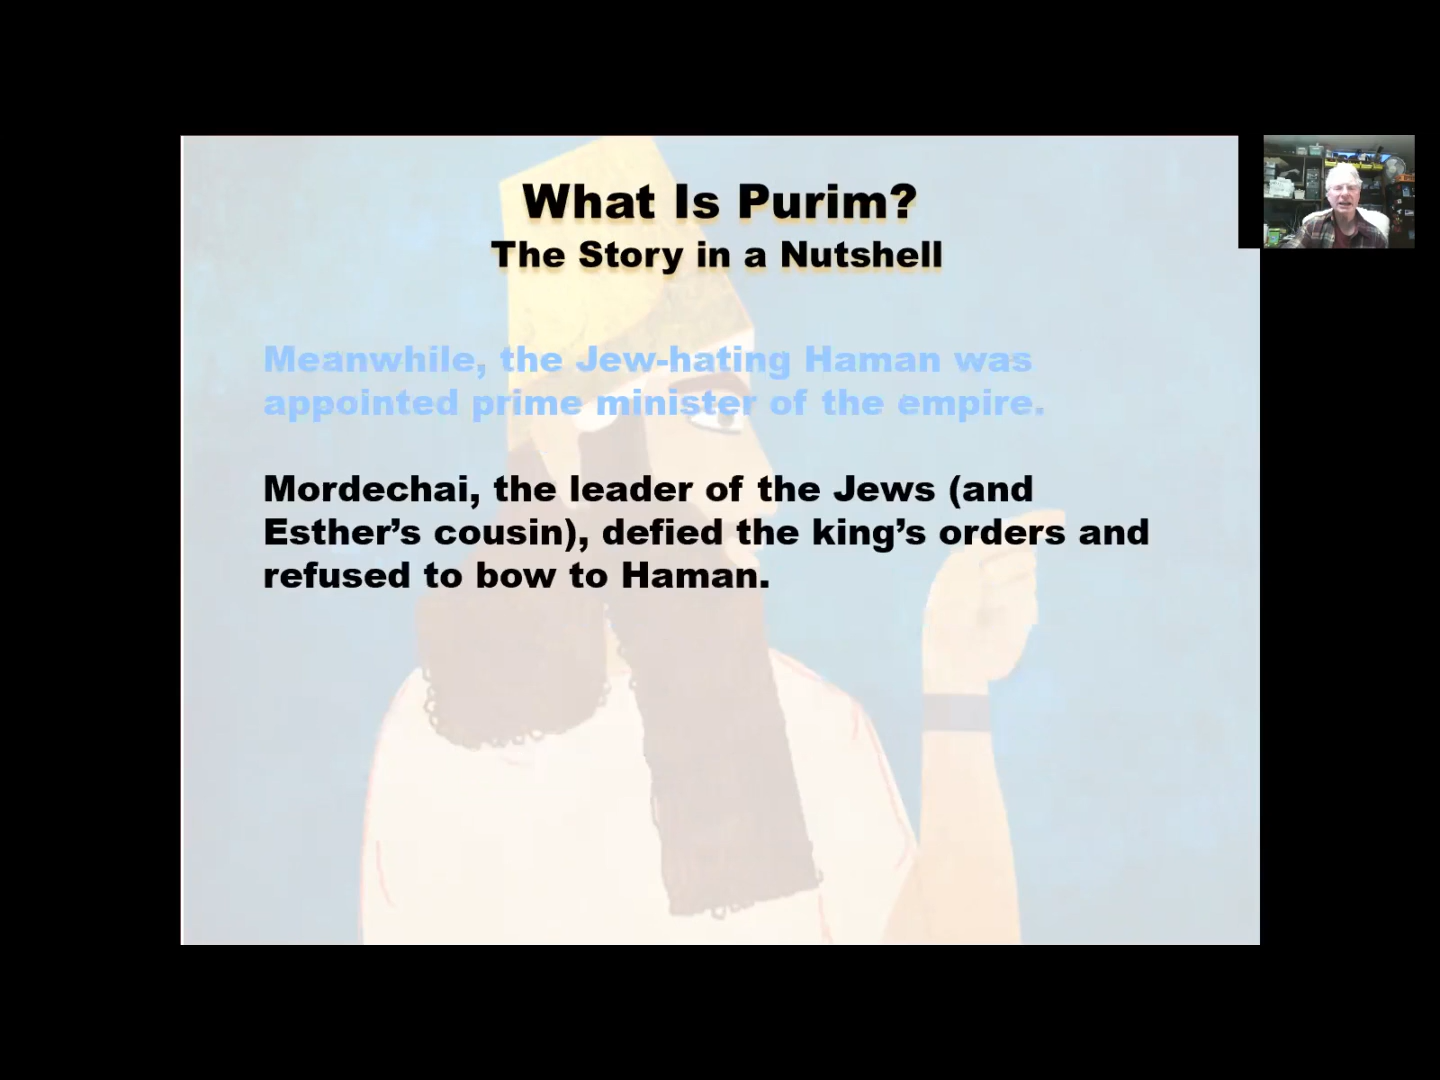 What Is Purim?
The Story in a Nutshell
Meanwhile, the Jew-hating Haman was
appointed prime minister of the empire.
Mordechai, the leader of the Jews (and
Esther’s cousin), defied the king’s orders and
refused to bow to Haman.